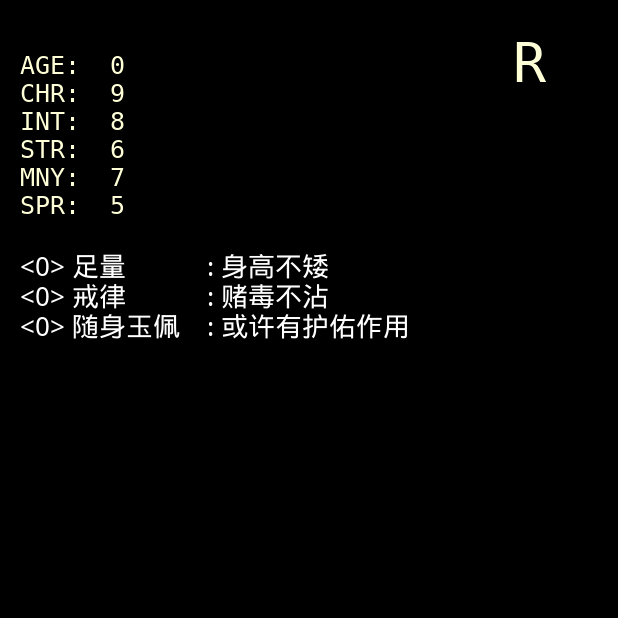 R
AGE: 0
CHR: 9
INT: 8
STR: 6
MNY: 7
SPR: 5
<O> 足量 : 身高不矮
<O> 戒律 : 赌毒不沾
<O> 随身玉佩 : 或许有护佑作用